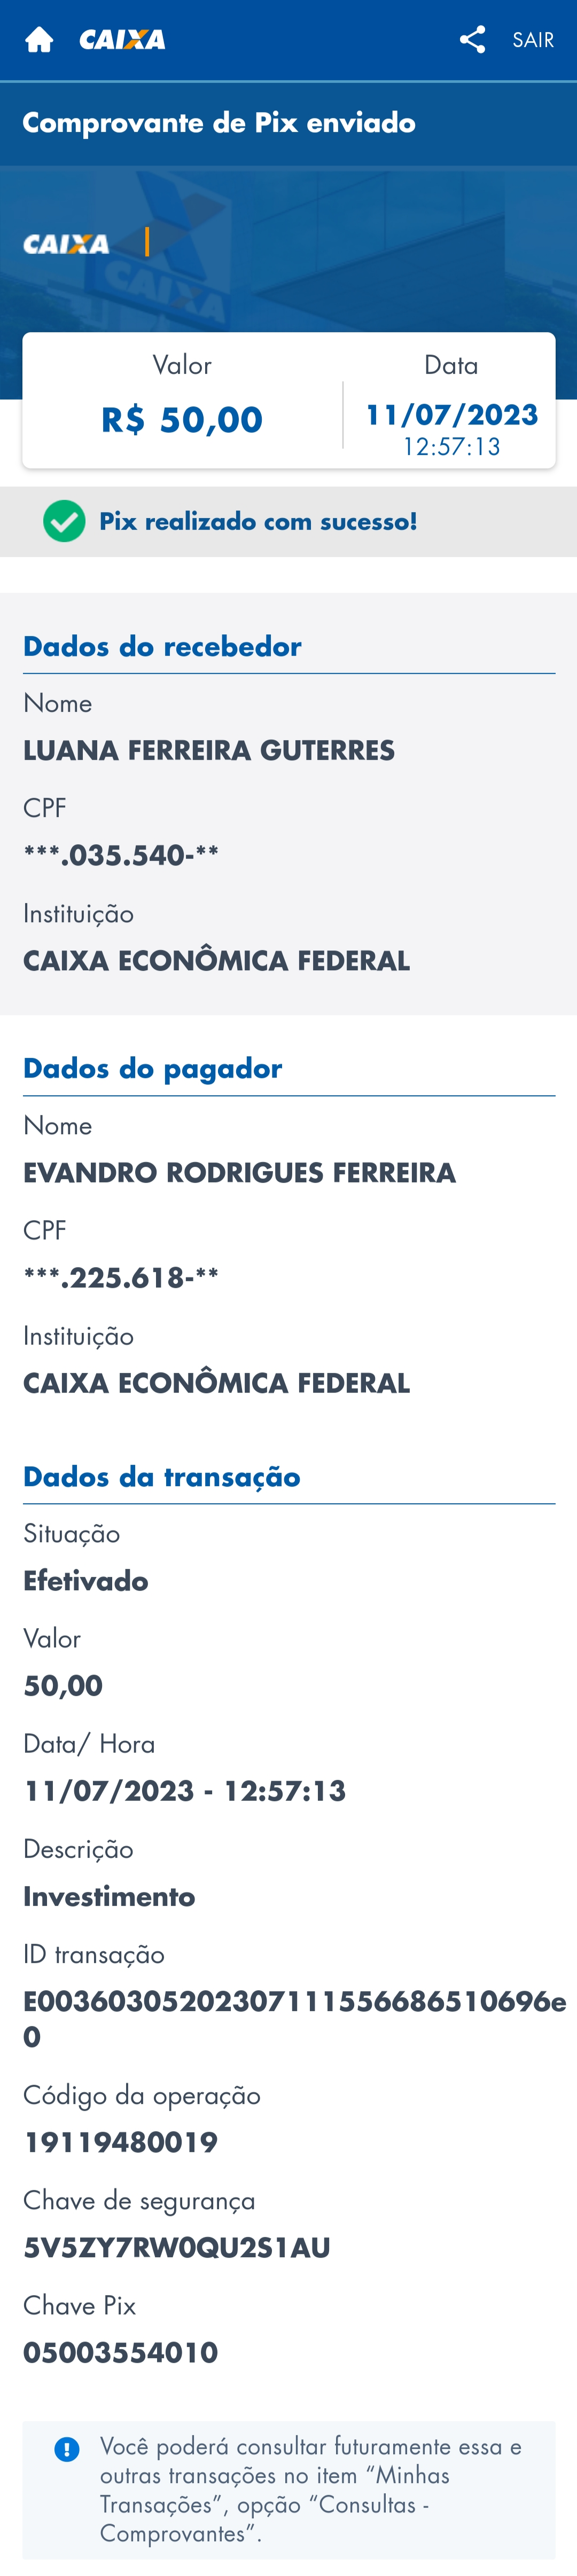 CAIXA
SAIR
Comprovante de Pix enviado
CAIXA
CAIXA
Valor
R$ 50,00
Data
11/07/2023
12:57:13
Pix realizado com sucesso!
Dados do recebedor
Nome
LUANA FERREIRA GUTERRES
CPF
***.035.540-**
Instituição
CAIXA ECONÔMICA FEDERAL
Dados do pagador
Nome
EVANDRO RODRIGUES FERREIRA
CPF
***.225.618-**
Instituição
CAIXA ECONÔMICA FEDERAL
Dados da transação
Situação
Efetivado
Valor
50,00
Data/ Hora
11/07/2023 - 12:57:13
Descrição
Investimento
ID transação
E003603052023071115566865​10696e
0
Código da operação
19119480019
Chave de segurança
5V5ZY7RW0QU2S1AU
Chave Pix
05003554010
Você poderá consultar futuramente essa e
outras transações no item “Minhas
Transações”, opção “Consultas -
Comprovantes”.